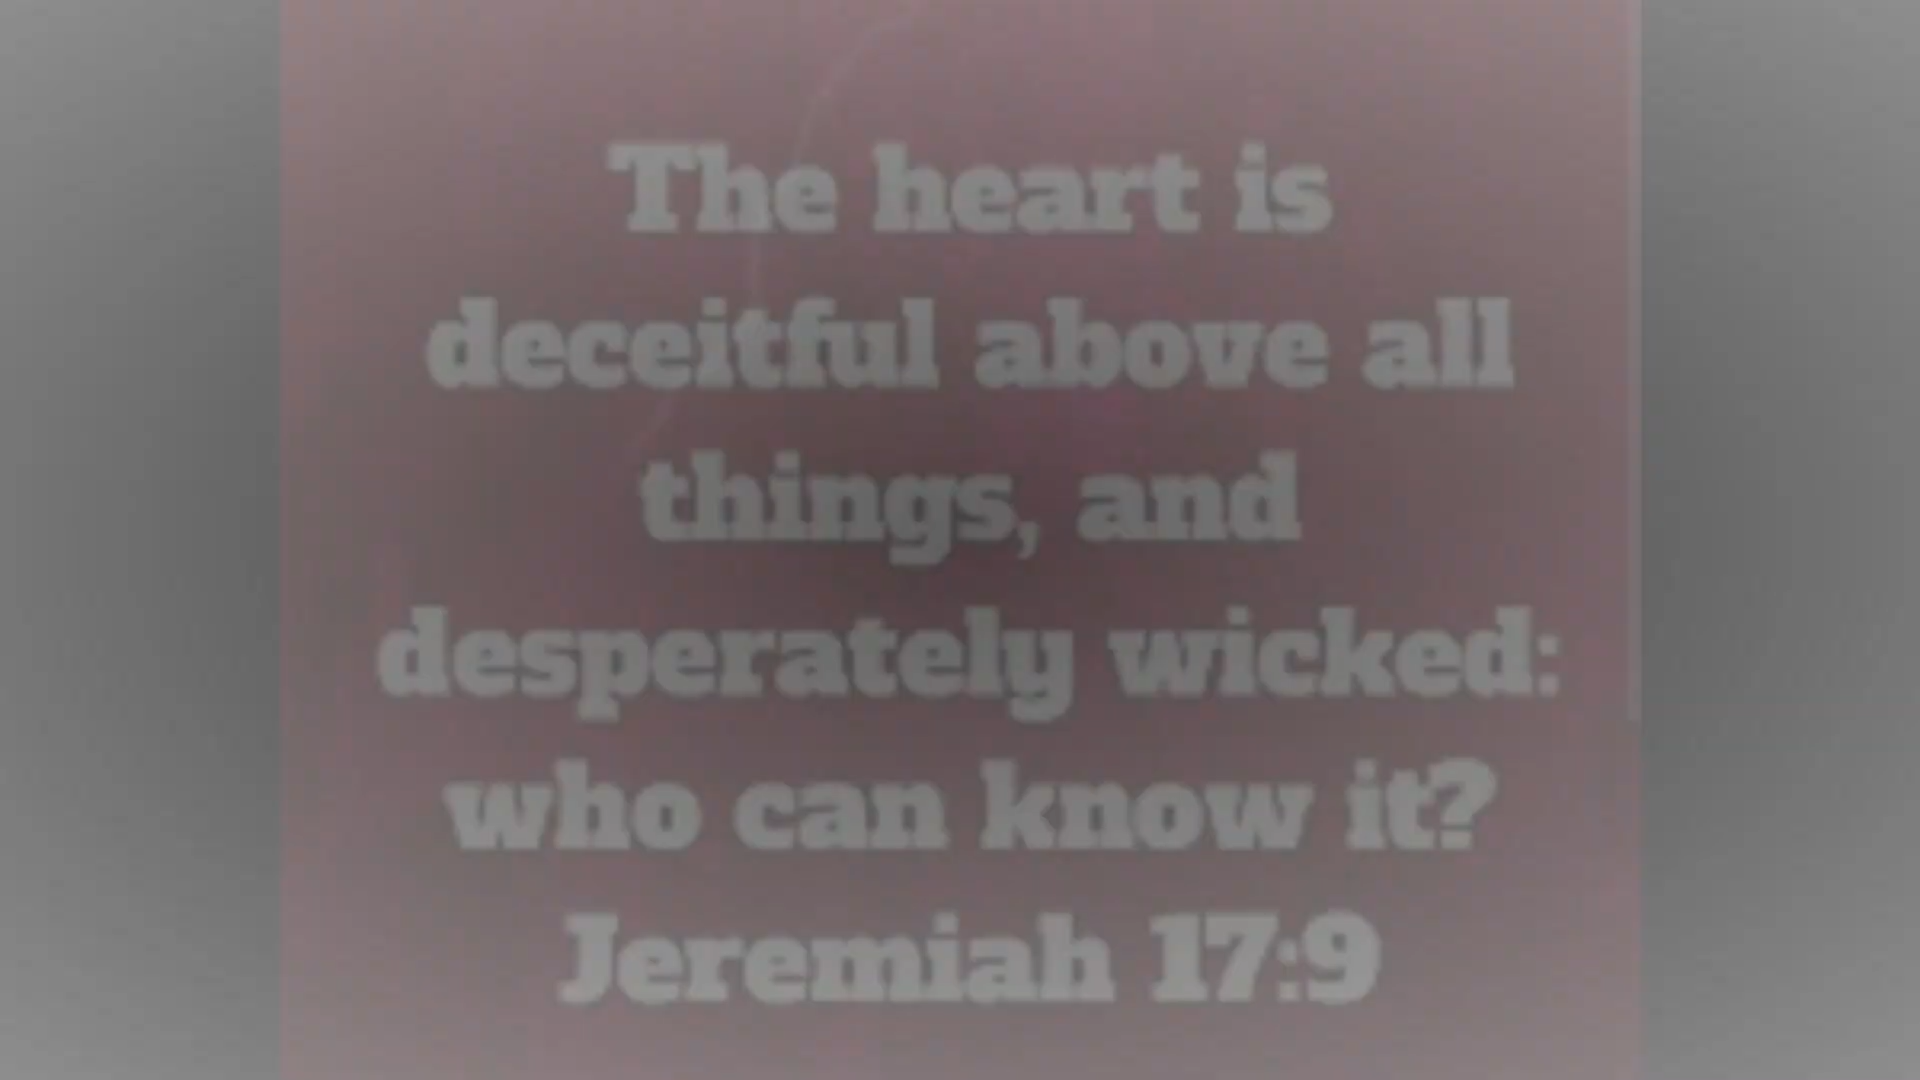 The heart is
deceitful above all
things, and
desperately wicked:
who can know it?
Jeremiah 17:9